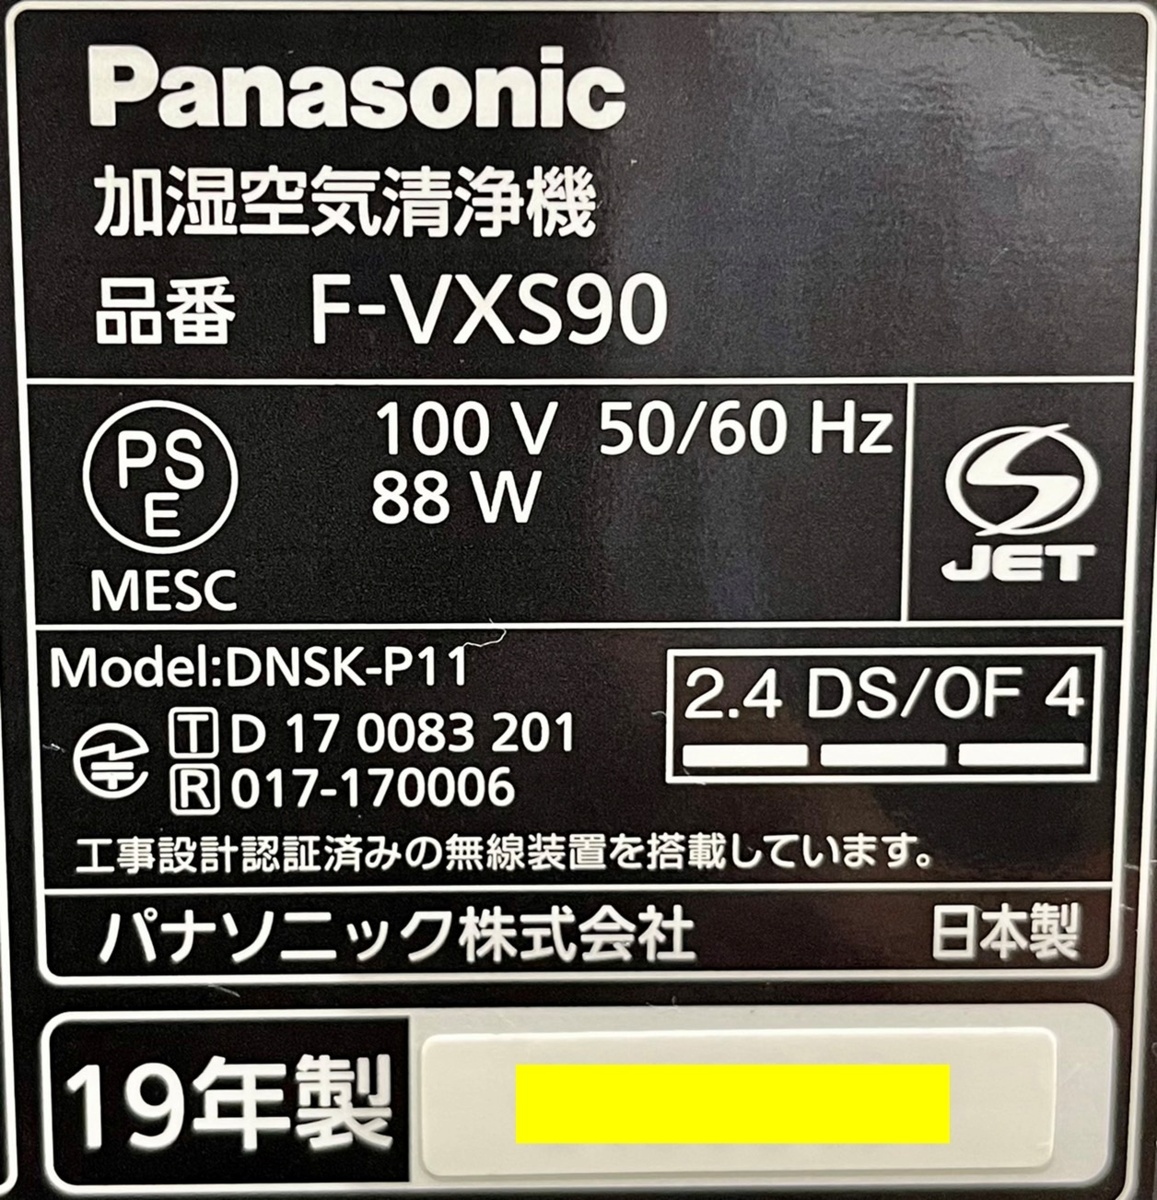 Panasonic
加湿空気清浄機
品番 F-VXS90
PSE
MESC
100 V 50/60 Hz
88 W
JET
Model:DNSK-P11
T D 17 0083 201
R 017-170006
2.4 DS/OF 4
工事設計認証済みの無線装置を搭載しています。
パナソニック株式会社 日本製
19年製